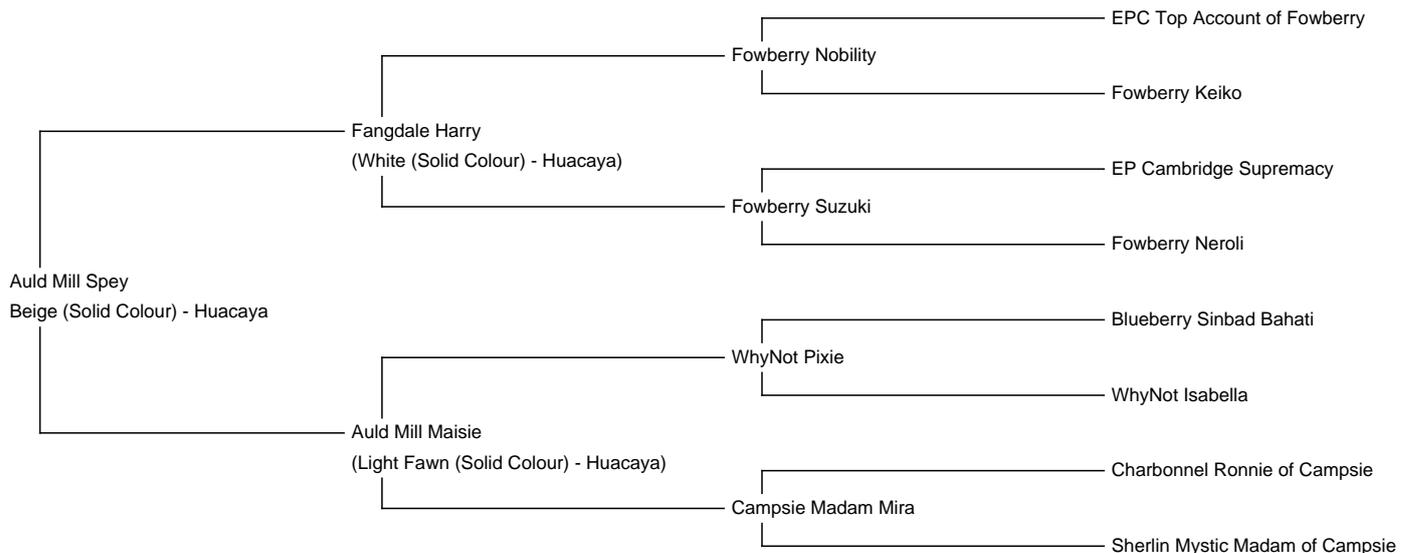 EPC Top Account of Fowberry
Fowberry Nobility
Fowberry Keiko
Fangdale Harry
(White (Solid Colour) - Huacaya)
EP Cambridge Supremacy
Fowberry Suzuki
Fowberry Neroli
Auld Mill Spey
Beige (Solid Colour) - Huacaya
Blueberry Sinbad Bahati
WhyNot Pixie
WhyNot Isabella
Auld Mill Maisie
(Light Fawn (Solid Colour) - Huacaya)
Charbonnel Ronnie of Campsie
Campsie Madam Mira
Sherlin Mystic Madam of Campsie